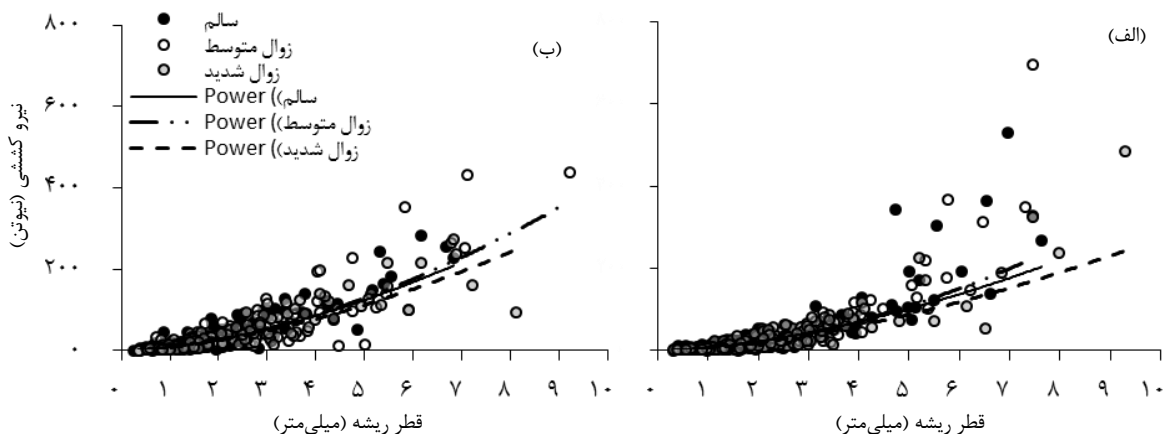 (الف)
(ب)
سالم
زوال متوسط
زوال شدید
Power ((سالم
Power ((زوال متوسط
Power ((زوال شدید
۸۰۰
۶۰۰
۴۰۰
۲۰۰
۰
نیرو کششی (نیوتن)
۰ ۱ ۲ ۳ ۴ ۵ ۶ ۷ ۸ ۹ ۱۰
قطر ریشه (میلی‌متر)
۰ ۱ ۲ ۳ ۴ ۵ ۶ ۷ ۸ ۹ ۱۰
قطر ریشه (میلی‌متر)